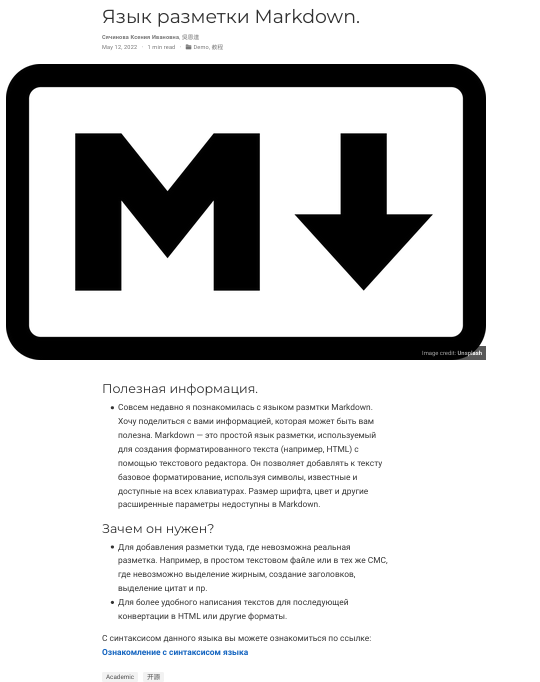 Язык разметки Markdown.
Сячинова Ксения Ивановна, 吳恩達
May 12, 2022 · 1 min read · Demo, 教程
M
Image credit: Unsplash
Полезная информация.
• Совсем недавно я познакомилась с языком размтки Markdown.
Хочу поделиться с вами информацией, которая может быть вам
полезна. Markdown — это простой язык разметки, используемый
для создания форматированного текста (например, HTML) с
помощью текстового редактора. Он позволяет добавлять к тексту
базовое форматирование, используя символы, известные и
доступные на всех клавиатурах. Размер шрифта, цвет и другие
расширенные параметры недоступны в Markdown.
Зачем он нужен?
• Для добавления разметки туда, где невозможна реальная
разметка. Например, в простом текстовом файле или в тех же СМС,
где невозможно выделение жирным, создание заголовков,
выделение цитат и пр.
• Для более удобного написания текстов для последующей
конвертации в HTML или другие форматы.
С синтаксисом данного языка вы можете ознакомиться по ссылке:
Ознакомление с синтаксисом языка
Academic 开源